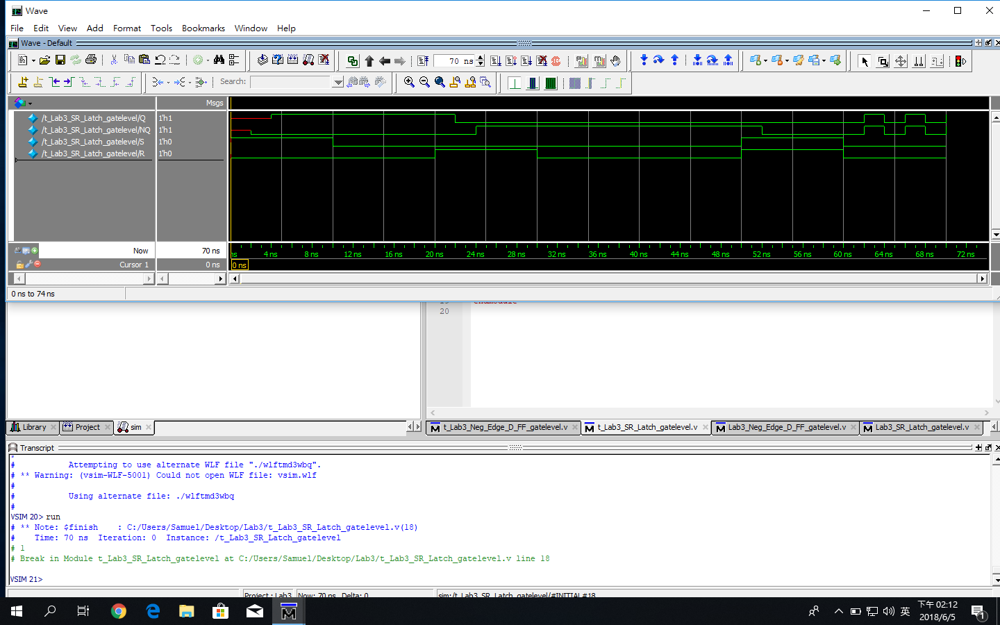 Wave
File Edit View Add Format Tools Bookmarks Window Help
Wave - Default
70 ns
Search:
Msgs
/t_Lab3_SR_Latch_gatelevel/Q 1'h1
/t_Lab3_SR_Latch_gatelevel/NQ 1'h1
/t_Lab3_SR_Latch_gatelevel/S 1'h0
/t_Lab3_SR_Latch_gatelevel/R 1'h0
Now 70 ns
ns 4 ns 8 ns 12 ns 16 ns 20 ns 24 ns 28 ns 32 ns 36 ns 40 ns 44 ns 48 ns 52 ns 56 ns 60 ns 64 ns 68 ns 72 ns
Cursor 1 0 ns
0 ns
0 ns to 74 ns
19 endmodule
20
Library Project sim
t_Lab3_Neg_Edge_D_FF_gatelevel.v t_Lab3_SR_Latch_gatelevel.v Lab3_Neg_Edge_D_FF_gatelevel.v Lab3_SR_Latch_gatelevel.v
Transcript
# Attempting to use alternate WLF file "./wlftmd3wbq".
# ** Warning: (vsim-WLF-5001) Could not open WLF file: vsim.wlf
#
# Using alternate file: ./wlftmd3wbq
#
VSIM 20> run
# ** Note: $finish : C:/Users/Samuel/Desktop/Lab3/t_Lab3_SR_Latch_gatelevel.v(18)
# Time: 70 ns Iteration: 0 Instance: /t_Lab3_SR_Latch_gatelevel
# 1
# Break in Module t_Lab3_SR_Latch_gatelevel at C:/Users/Samuel/Desktop/Lab3/t_Lab3_SR_Latch_gatelevel.v line 18
VSIM 21>
Project : Lab3 Now: 70 ns Delta: 0 sim:/t_Lab3_SR_Latch_gatelevel/#INITIAL#18
英 下午 02:12
2018/6/5
1